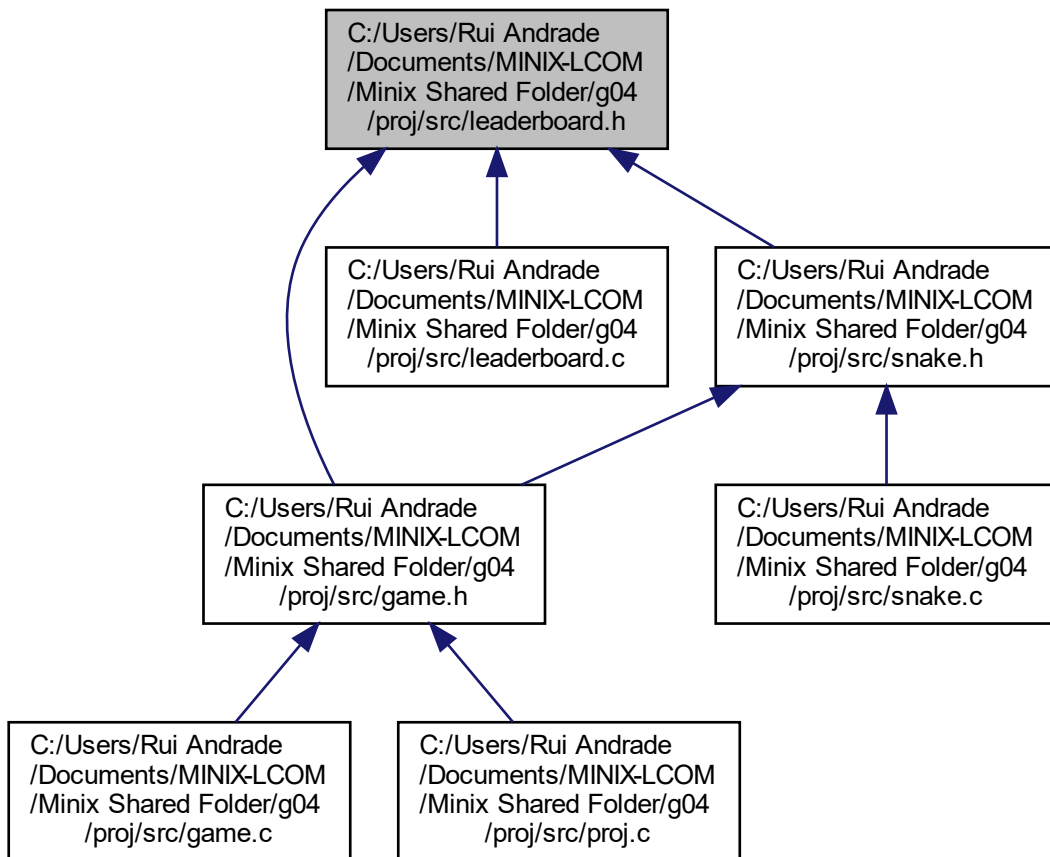 C:/Users/Rui Andrade
/Documents/MINIX-LCOM
/Minix Shared Folder/g04
/proj/src/leaderboard.h
C:/Users/Rui Andrade
/Documents/MINIX-LCOM
/Minix Shared Folder/g04
/proj/src/leaderboard.c
C:/Users/Rui Andrade
/Documents/MINIX-LCOM
/Minix Shared Folder/g04
/proj/src/snake.h
C:/Users/Rui Andrade
/Documents/MINIX-LCOM
/Minix Shared Folder/g04
/proj/src/game.h
C:/Users/Rui Andrade
/Documents/MINIX-LCOM
/Minix Shared Folder/g04
/proj/src/snake.c
C:/Users/Rui Andrade
/Documents/MINIX-LCOM
/Minix Shared Folder/g04
/proj/src/game.c
C:/Users/Rui Andrade
/Documents/MINIX-LCOM
/Minix Shared Folder/g04
/proj/src/proj.c